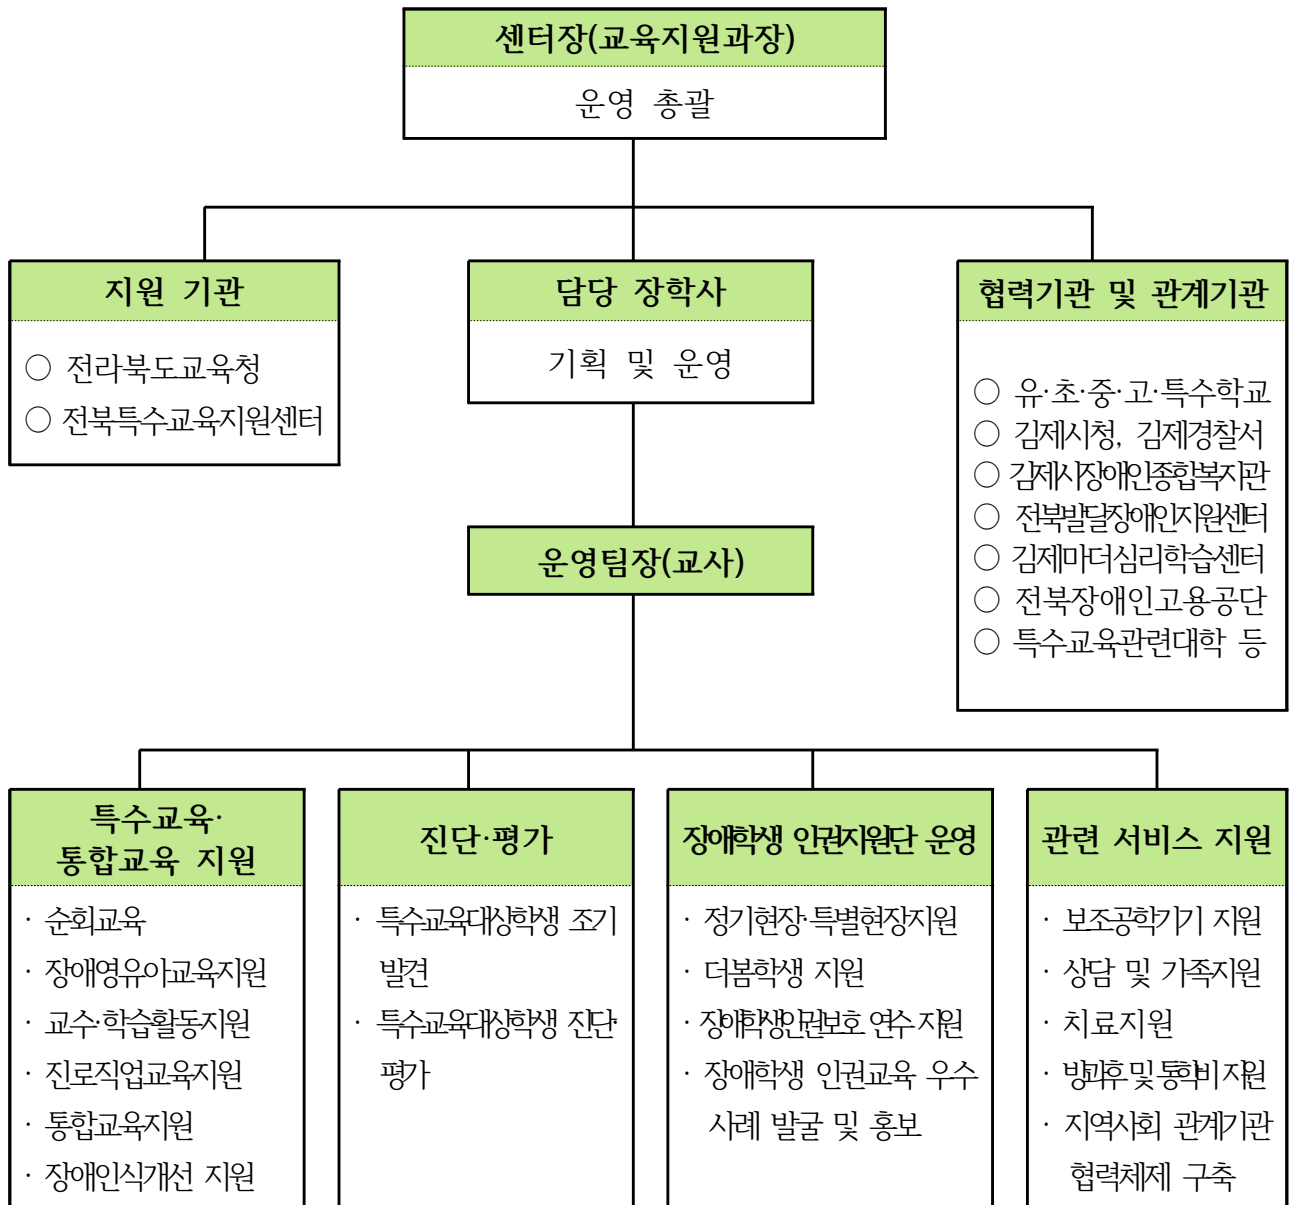 센터장(교육지원과장)
운영 총괄
지원 기관
○ 전라북도교육청
○ 전북특수교육지원센터
담당 장학사
기획 및 운영
협력기관 및 관계기관
○ 유·초·중·고·특수학교
○ 김제시청, 김제경찰서
○ 김제시장애인종합복지관
○ 전북발달장애인지원센터
○ 김제마더심리학습센터
○ 전북장애인고용공단
○ 특수교육관련대학 등
운영팀장(교사)
특수교육·
통합교육 지원
· 순회교육
· 장애영유아교육지원
· 교수·학습활동지원
· 진로직업교육지원
· 통합교육지원
· 장애인식개선 지원
진단·평가
· 특수교육대상학생 조기
발견
· 특수교육대상학생 진단·
평가
장애학생 인권지원단 운영
· 정기현장·특별현장지원
· 더봄학생 지원
· 장애학생인권보호 연수 지원
· 장애학생 인권교육 우수
사례 발굴 및 홍보
관련 서비스 지원
· 보조공학기기 지원
· 상담 및 가족지원
· 치료지원
· 방과후 및 통학비 지원
· 지역사회 관계기관
협력체제 구축